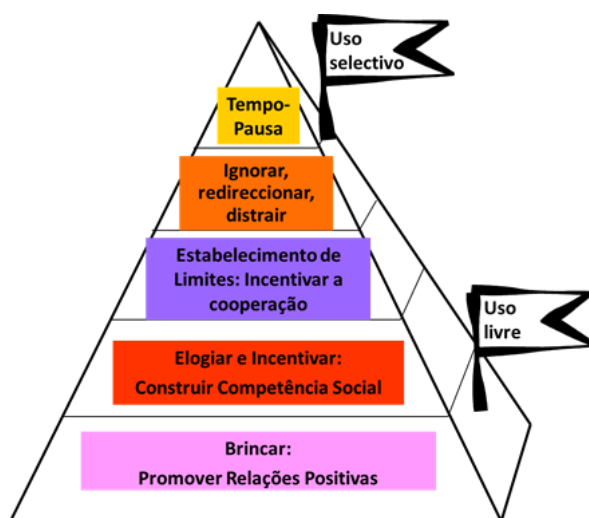 Uso
selectivo
Tempo-
Pausa
Ignorar,
redireccionar,
distrair
Estabelecimento de
Limites: Incentivar a
cooperação
Uso
livre
Elogiar e Incentivar:
Construir Competência Social
Brincar:
Promover Relações Positivas